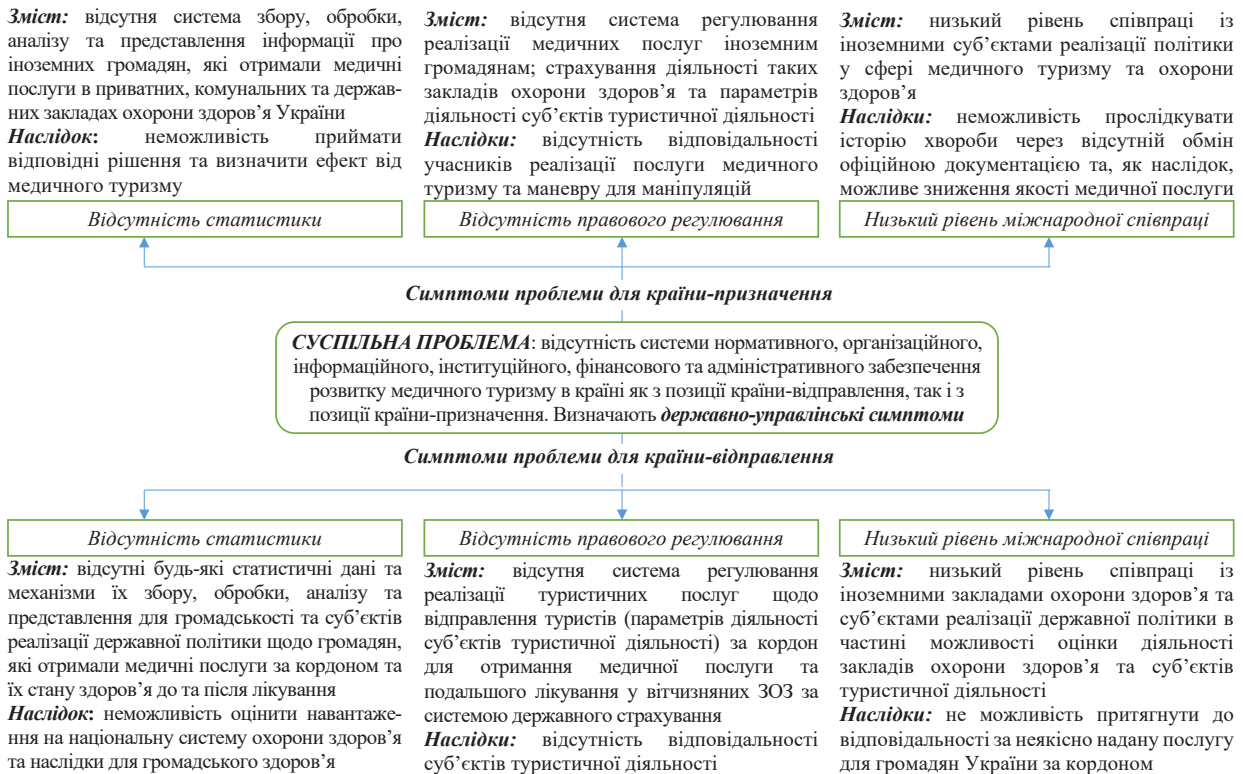 Зміст: відсутня система збору, обробки,
аналізу та представлення інформації про
іноземних громадян, які отримали медичні
послуги в приватних, комунальних та держав-
них закладах охорони здоров'я України
Наслідок: неможливість приймати
відповідні рішення та визначити ефект від
медичного туризму
Відсутність статистики
Зміст: відсутня система регулювання
реалізації медичних послуг іноземним
громадянам; страхування діяльності таких
закладів охорони здоров'я та параметрів
діяльності суб'єктів туристичної діяльності
Наслідки: відсутність відповідальності
учасників реалізації послуги медичного
туризму та маневру для маніпуляцій
Відсутність правового регулювання
Зміст: низький рівень співпраці із
іноземними суб'єктами реалізації політики
у сфері медичного туризму та охорони
здоров'я
Наслідки: неможливість прослідкувати
історію хвороби через відсутній обмін
офіційною документацією та, як наслідок,
можливе зниження якості медичної послуги
Низький рівень міжнародної співпраці
Симптоми проблеми для країни-призначення
СУСПІЛЬНА ПРОБЛЕМА: відсутність системи нормативного, організаційного,
інформаційного, інституційного, фінансового та адміністративного забезпечення
розвитку медичного туризму в країні як з позиції країни-відправлення, так і з
позиції країни-призначення. Визначають державно-управлінські симптоми
Симптоми проблеми для країни-відправлення
Відсутність статистики
Зміст: відсутні будь-які статистичні дані та
механізми їх збору, обробки, аналізу та
представлення для громадськості та суб'єктів
реалізації державної політики щодо громадян,
які отримали медичні послуги за кордоном та
їх стану здоров'я до та після лікування
Наслідок: неможливість оцінити навантаже-
ння на національну систему охорони здоров'я
та наслідки для громадського здоров'я
Відсутність правового регулювання
Зміст: відсутня система регулювання
реалізації туристичних послуг щодо
відправлення туристів (параметрів діяльності
суб'єктів туристичної діяльності) за кордон
для отримання медичної послуги та
подальшого лікування у вітчизняних ЗОЗ за
системою державного страхування
Наслідки: відсутність відповідальності
суб'єктів туристичної діяльності
Низький рівень міжнародної співпраці
Зміст: низький рівень співпраці із
іноземними закладами охорони здоров'я та
суб'єктами реалізації державної політики в
частині можливості оцінки діяльності
закладів охорони здоров'я та суб'єктів
туристичної діяльності
Наслідки: не можливість притягнути до
відповідальності за неякісно надану послугу
для громадян України за кордоном